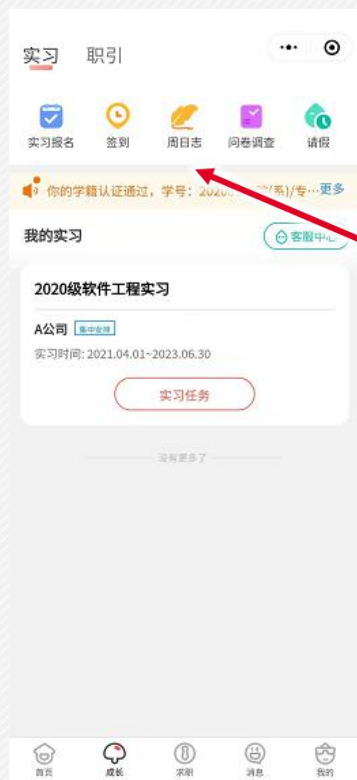 实习 职引
实习报名 签到 周日志 问卷调查 请假
你的学籍认证通过，学号：2020 (系)/专…更多
我的实习 客服中心
2020级软件工程实习
A公司 集中安排
实习时间: 2021.04.01~2023.06.30
实习任务
没有更多了
首页 成长 求职 消息 我的